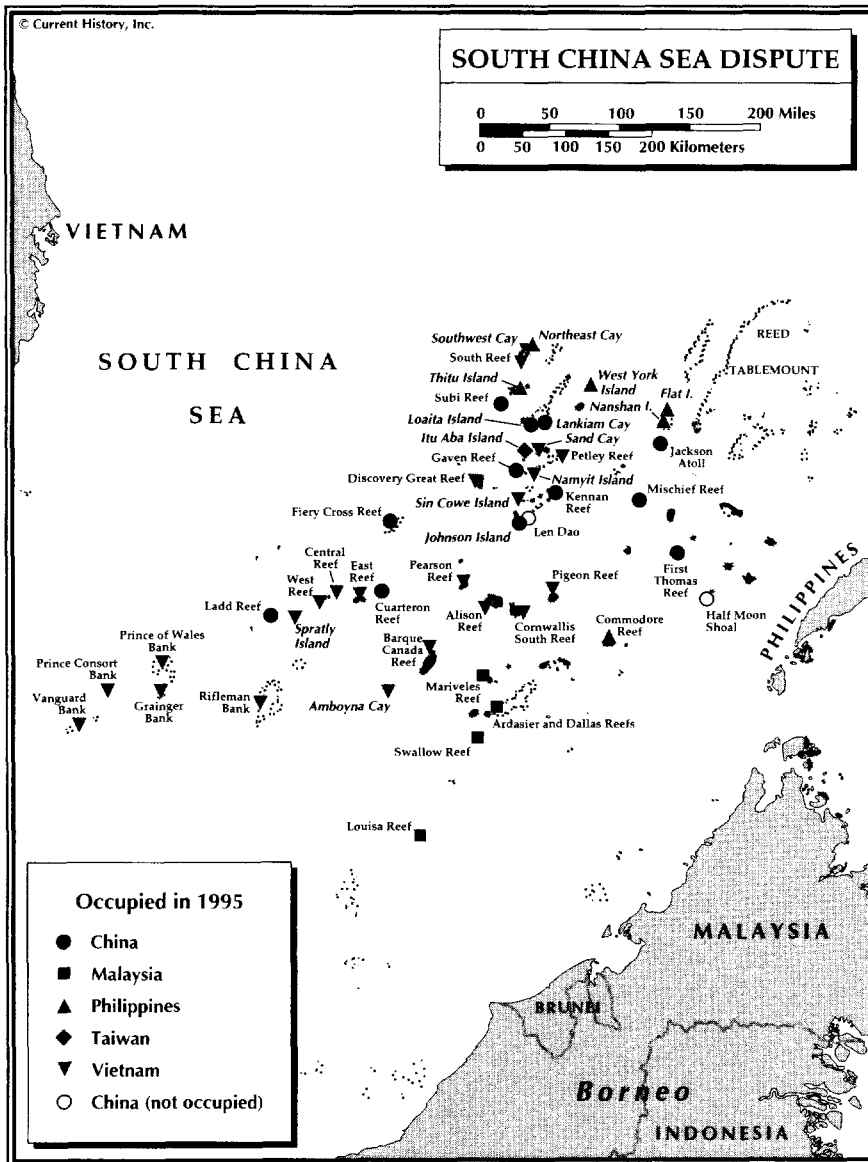 © Current History, Inc.
SOUTH CHINA SEA DISPUTE
0 50 100 150 200 Miles
0 50 100 150 200 Kilometers
VIETNAM
SOUTH CHINA
SEA
REED
TABLEMOUNT
Southwest Cay
Northeast Cay
South Reef
Thitu Island
West York
Island
Flat I.
Subi Reef
Nanshan I.
Loaita Island
Lankiam Cay
Itu Aba Island
Sand Cay
Gaven Reef
Petley Reef
Jackson
Atoll
Discovery Great Reef
Namyit Island
Sin Cowe Island
Kennan
Reef
Mischief Reef
Fiery Cross Reef
Johnson Island
Len Dao
Central
Reef
East
Reef
West
Reef
Pearson
Reef
Pigeon Reef
First
Thomas
Reef
Ladd Reef
Cuarteron
Reef
Alison
Reef
Cornwallis
South Reef
Commodore
Reef
Half Moon
Shoal
Spratly
Island
Barque
Canada
Reef
PHILIPPINES
Prince of Wales
Bank
Prince Consort
Bank
Vanguard
Bank
Grainger
Bank
Rifleman
Bank
Amboyna Cay
Mariveles
Reef
Ardasier and Dallas Reefs
Swallow Reef
Louisa Reef
Occupied in 1995
China
Malaysia
Philippines
Taiwan
Vietnam
China (not occupied)
MALAYSIA
BRUNEI
Borneo
INDONESIA